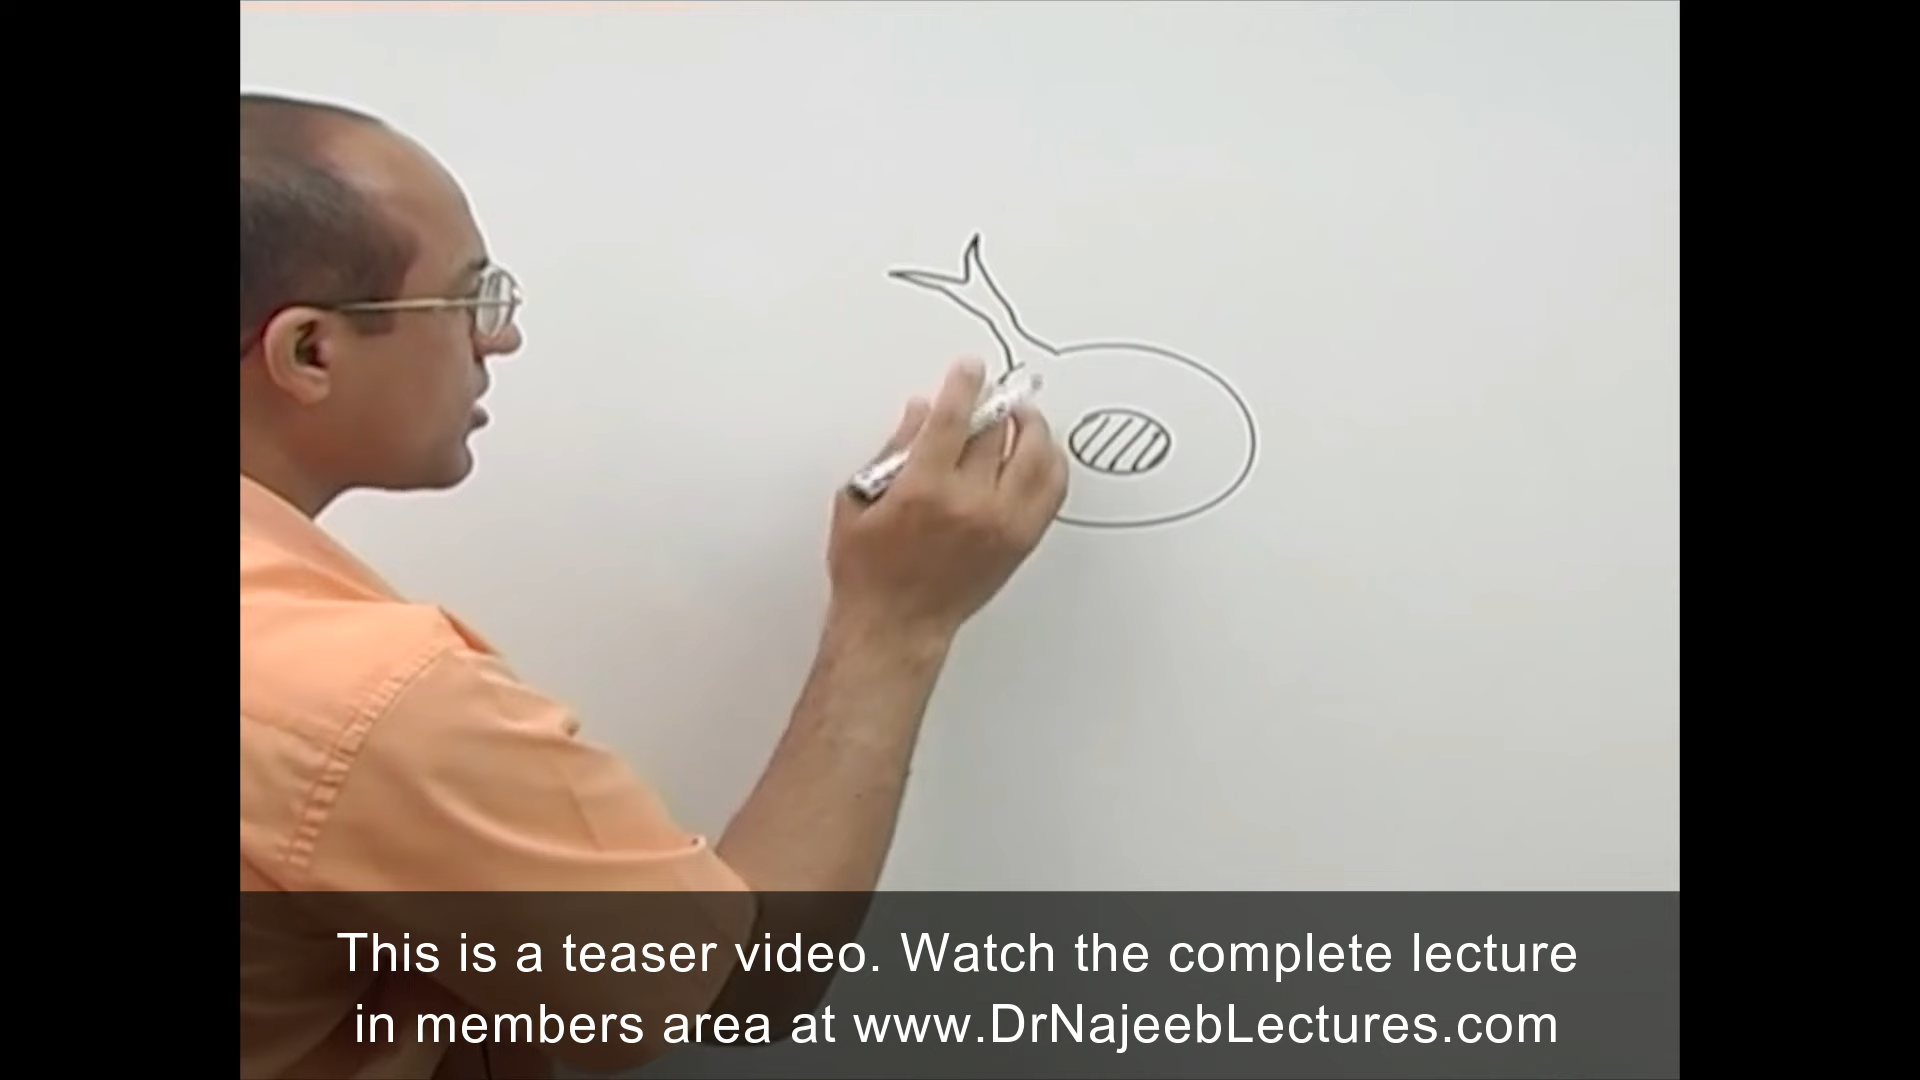 This is a teaser video. Watch the complete lecture
in members area at www.DrNajeebLectures.com